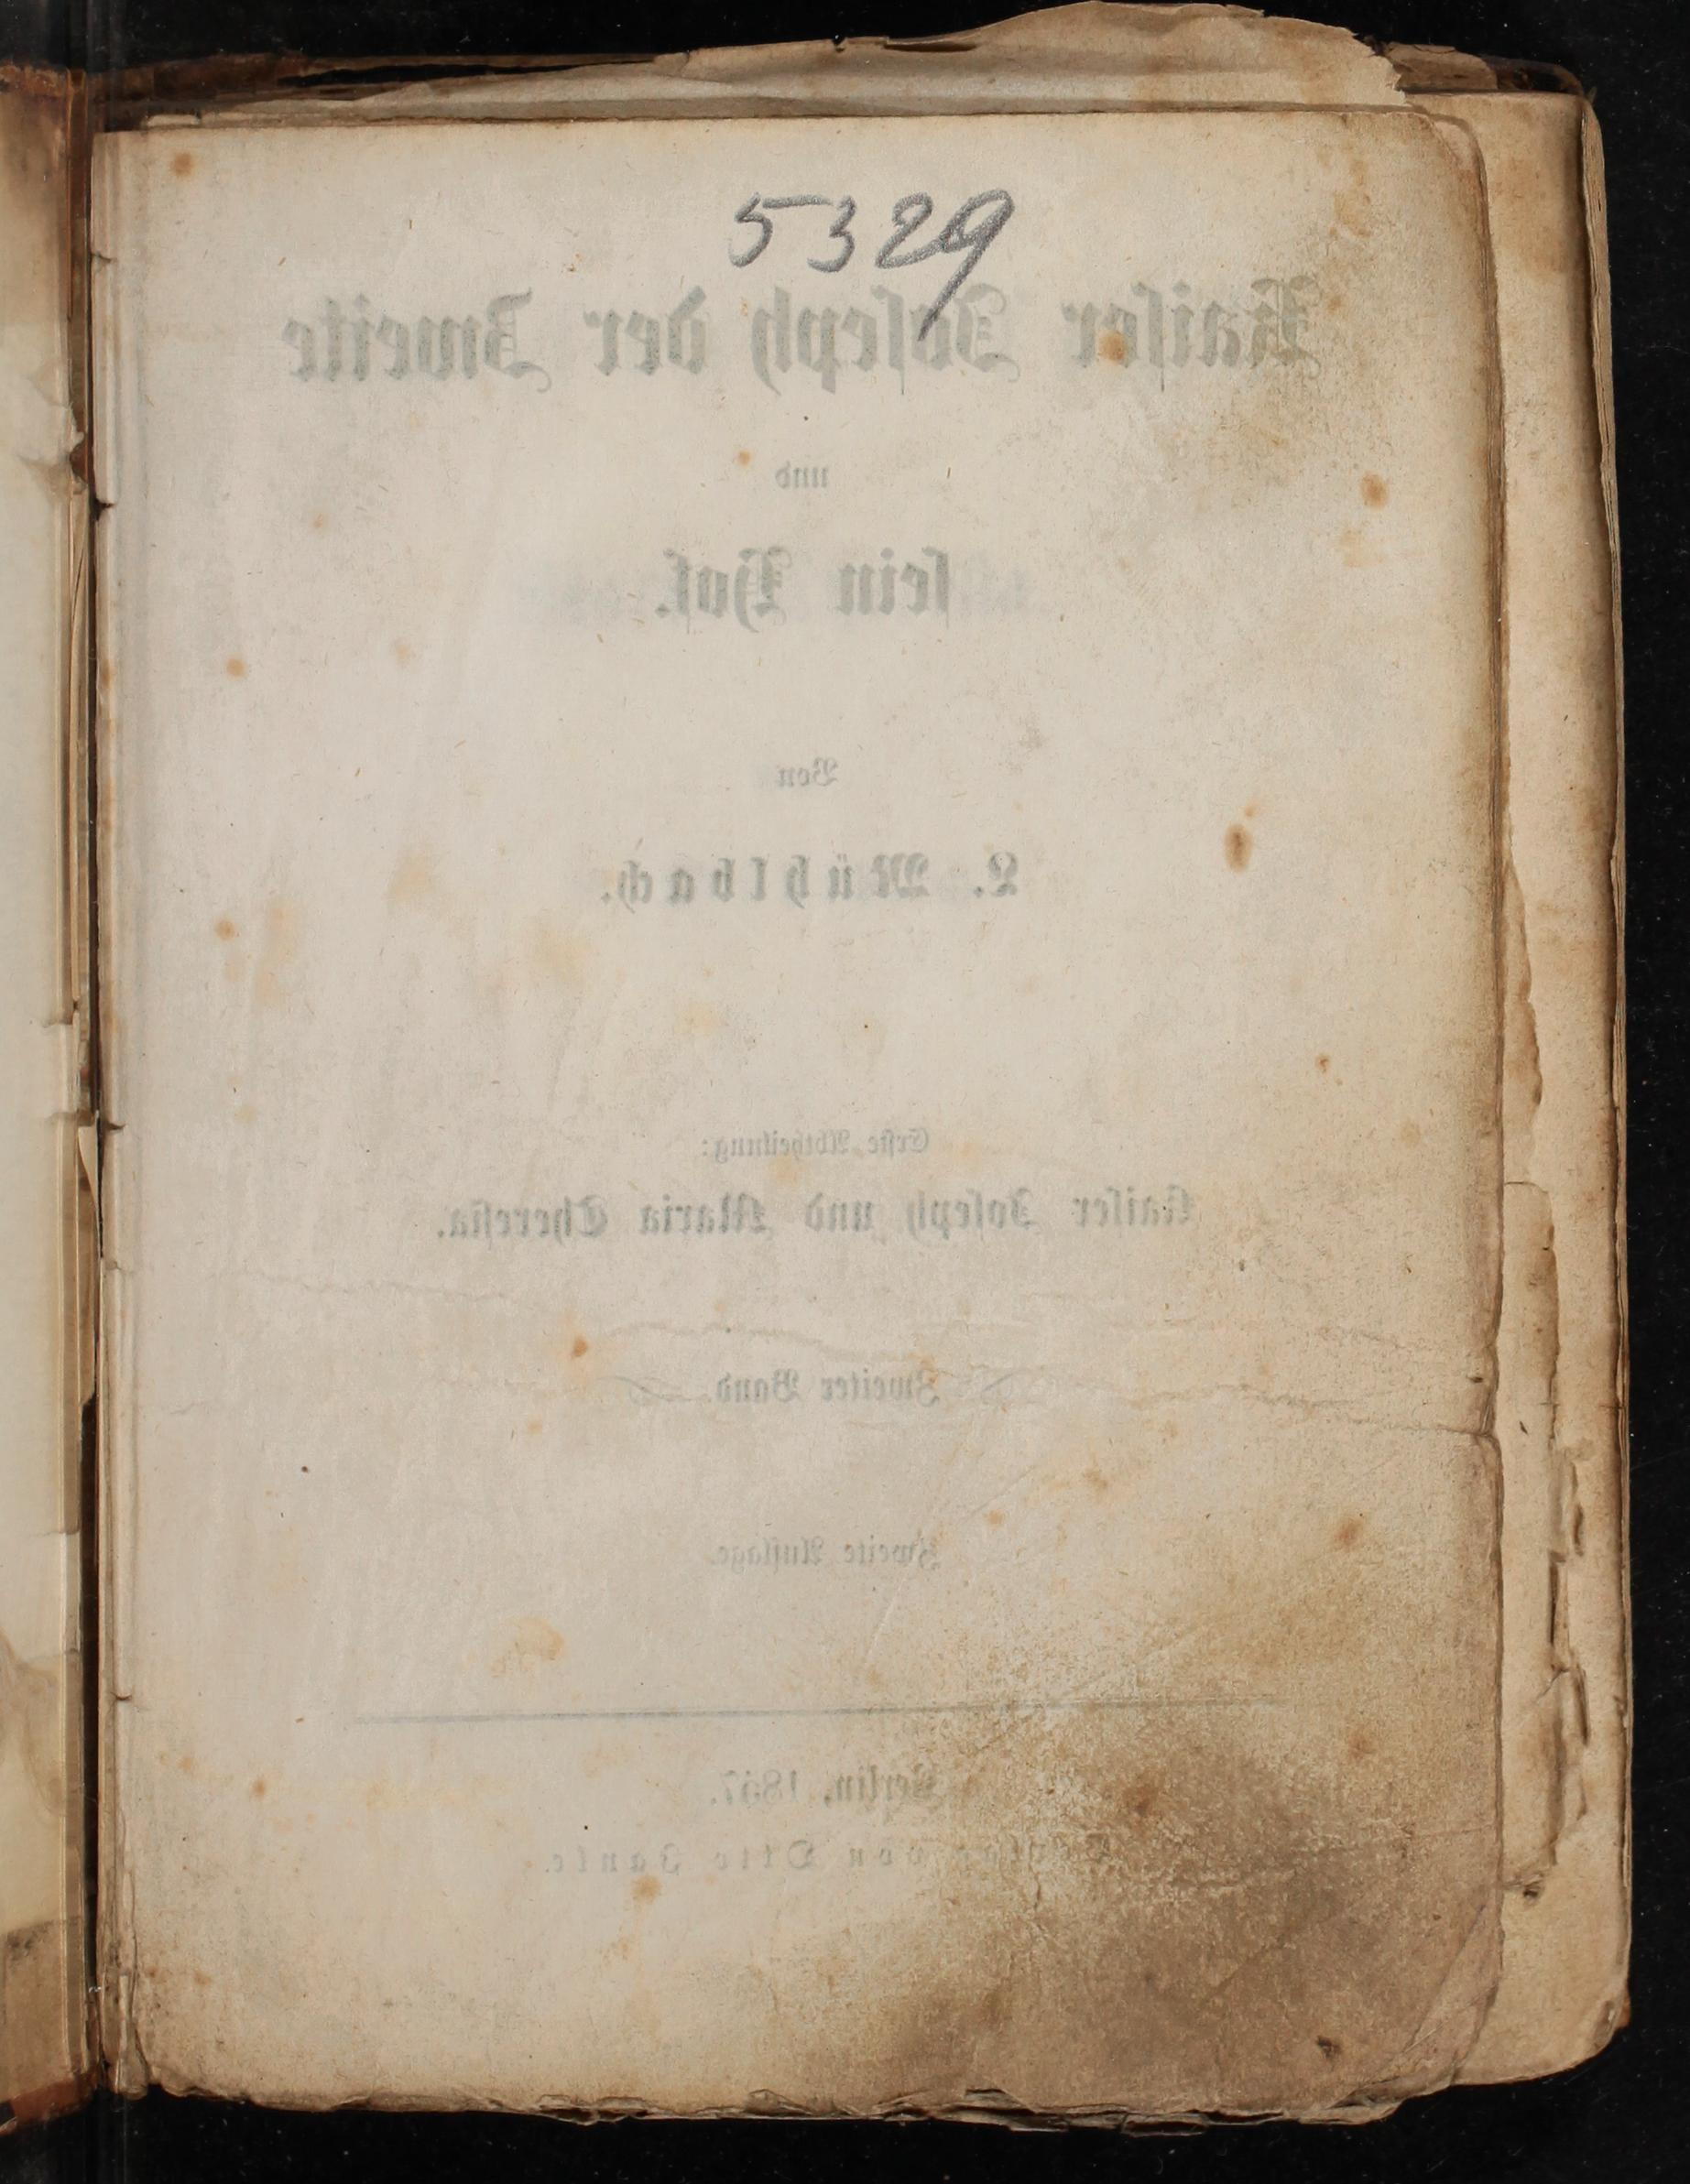 5329
Kaiser Joseph der Zweite
und
sein Hof.
Von
L. Mühlbach.
Erste Abtheilung:
Kaiser Joseph und Maria Theresia.
Zweiter Band.
Zweite Auflage.
Berlin, 1857.
von Otto Janke.